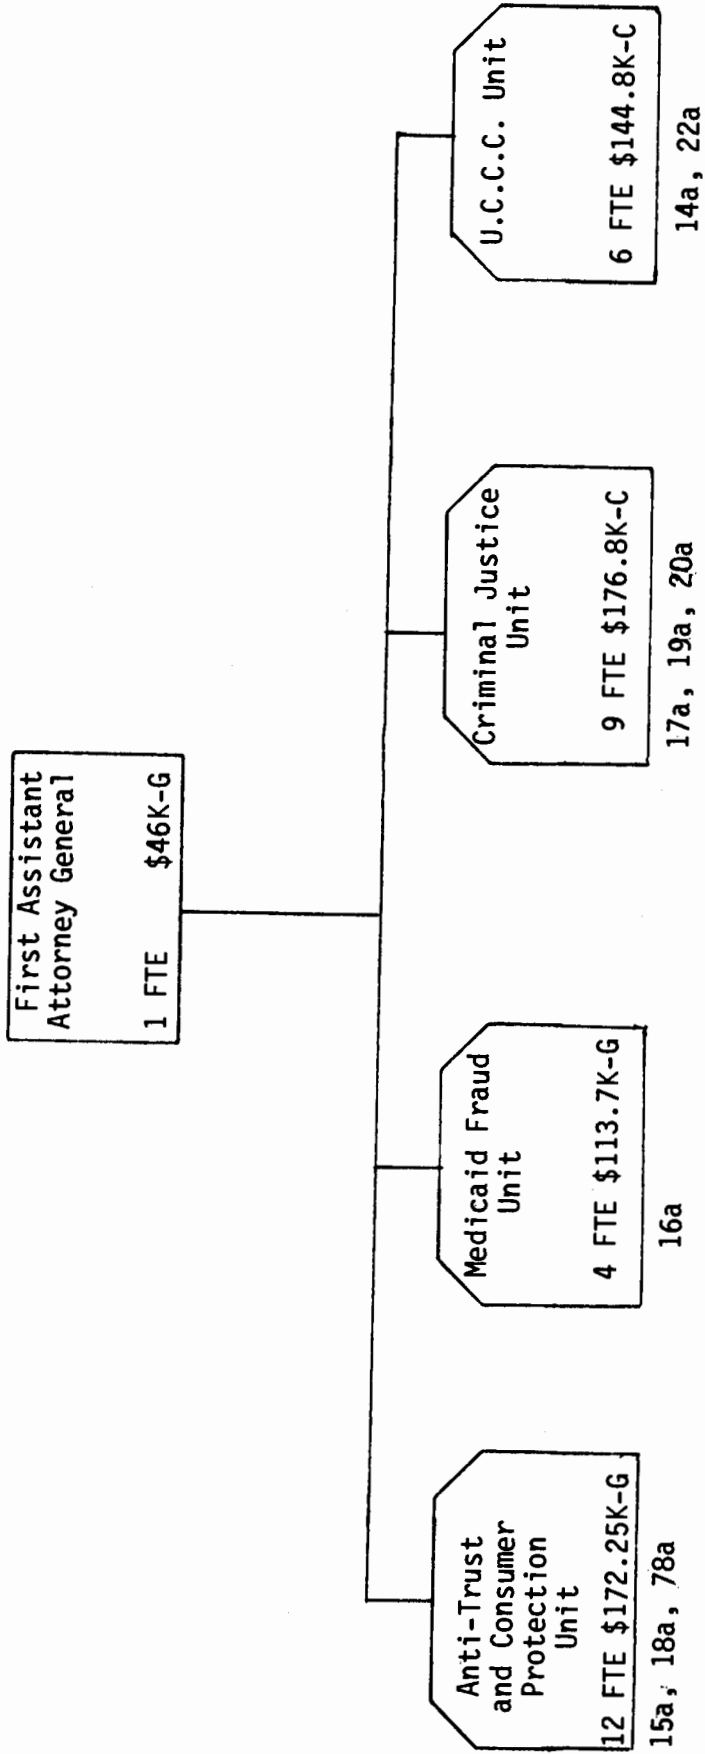 First Assistant
Attorney General
1 FTE $46K-G
Anti-Trust
and Consumer
Protection
Unit
12 FTE $172.25K-G
15a, 18a, 78a
Medicaid Fraud
Unit
4 FTE $113.7K-G
16a
Criminal Justice
Unit
9 FTE $176.8K-C
17a, 19a, 20a
U.C.C.C. Unit
6 FTE $144.8K-C
14a, 22a